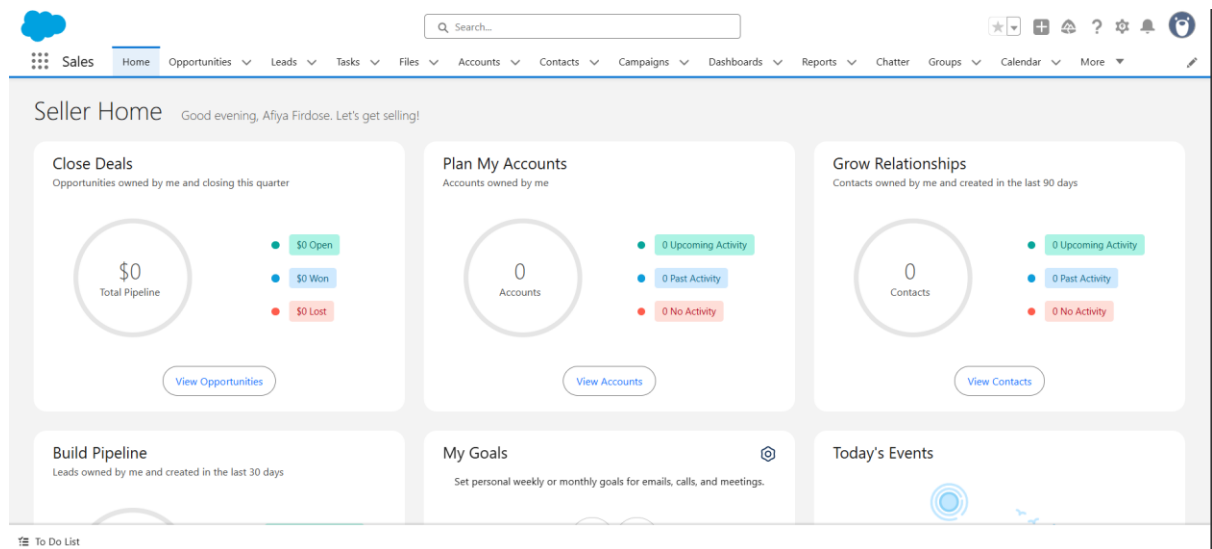 Search...
Sales Home Opportunities Leads Tasks Files Accounts Contacts Campaigns Dashboards Reports Chatter Groups Calendar More
Seller Home Good evening, Afiya Firdose. Let's get selling!
Close Deals
Opportunities owned by me and closing this quarter
$0
Total Pipeline
$0 Open
$0 Won
$0 Lost
View Opportunities
Plan My Accounts
Accounts owned by me
0
Accounts
0 Upcoming Activity
0 Past Activity
0 No Activity
View Accounts
Grow Relationships
Contacts owned by me and created in the last 90 days
0
Contacts
0 Upcoming Activity
0 Past Activity
0 No Activity
View Contacts
Build Pipeline
Leads owned by me and created in the last 30 days
My Goals
Set personal weekly or monthly goals for emails, calls, and meetings.
Today's Events
To Do List